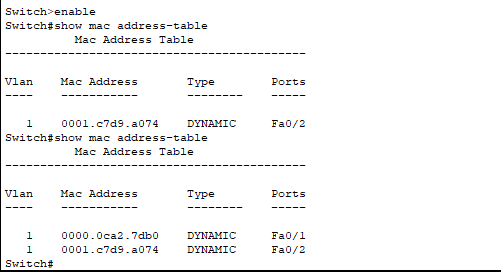 Switch>enable
Switch#show mac address-table
          Mac Address Table
-------------------------------------------

Vlan    Mac Address       Type        Ports
----    -----------       --------    -----

   1    0001.c7d9.a074    DYNAMIC     Fa0/2
Switch#show mac address-table
          Mac Address Table
-------------------------------------------

Vlan    Mac Address       Type        Ports
----    -----------       --------    -----

   1    0000.0ca2.7db0    DYNAMIC     Fa0/1
   1    0001.c7d9.a074    DYNAMIC     Fa0/2
Switch#